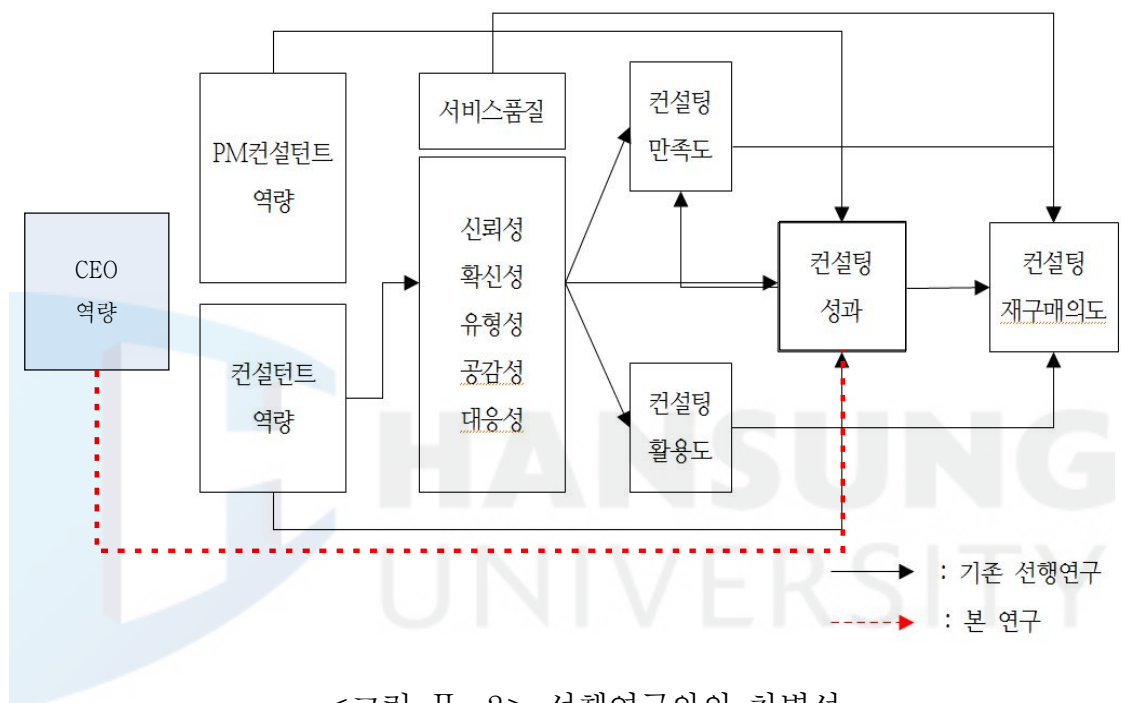 서비스품질
컨설팅
만족도
PM컨설턴트
역량
CEO
역량
신뢰성
확신성
유형성
공감성
대응성
컨설팅
성과
컨설팅
재구매의도
컨설턴트
역량
컨설팅
활용도
HANSUNG
UNIVERSITY
: 기존 선행연구
: 본 연구